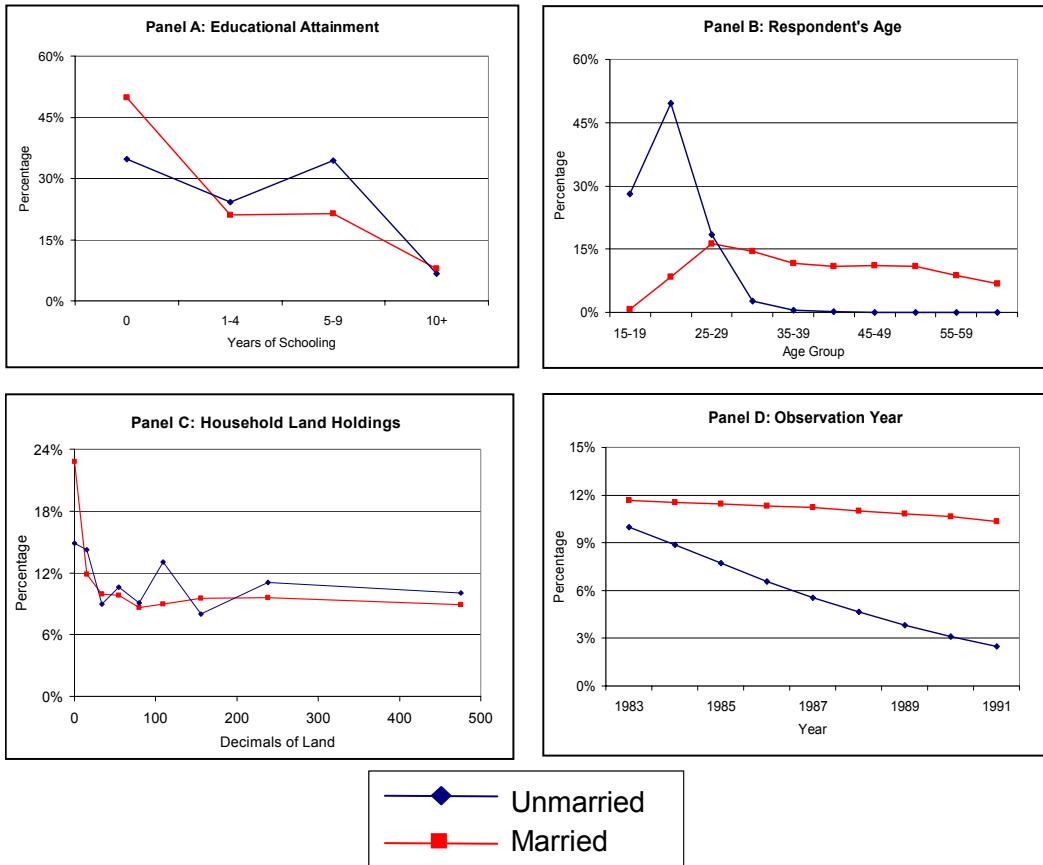 Panel A: Educational Attainment
60%
45%
30%
15%
0%
Percentage
0 1-4 5-9 10+
Years of Schooling
Panel B: Respondent's Age
60%
45%
30%
15%
0%
Percentage
15-19 25-29 35-39 45-49 55-59
Age Group
Panel C: Household Land Holdings
24%
18%
12%
6%
0%
Percentage
0 100 200 300 400 500
Decimals of Land
Panel D: Observation Year
15%
12%
9%
6%
3%
0%
Percentage
1983 1985 1987 1989 1991
Year
Unmarried
Married